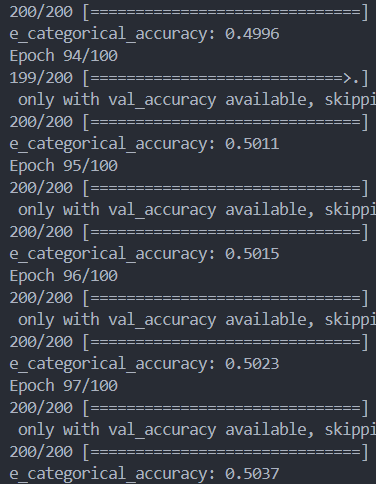 200/200 [==============================]
e_categorical_accuracy: 0.4996
Epoch 94/100
199/200 [============================>.]
 only with val_accuracy available, skippi
200/200 [==============================]
e_categorical_accuracy: 0.5011
Epoch 95/100
200/200 [==============================]
 only with val_accuracy available, skippi
200/200 [==============================]
e_categorical_accuracy: 0.5015
Epoch 96/100
200/200 [==============================]
 only with val_accuracy available, skippi
200/200 [==============================]
e_categorical_accuracy: 0.5023
Epoch 97/100
200/200 [==============================]
 only with val_accuracy available, skippi
200/200 [==============================]
e_categorical_accuracy: 0.5037